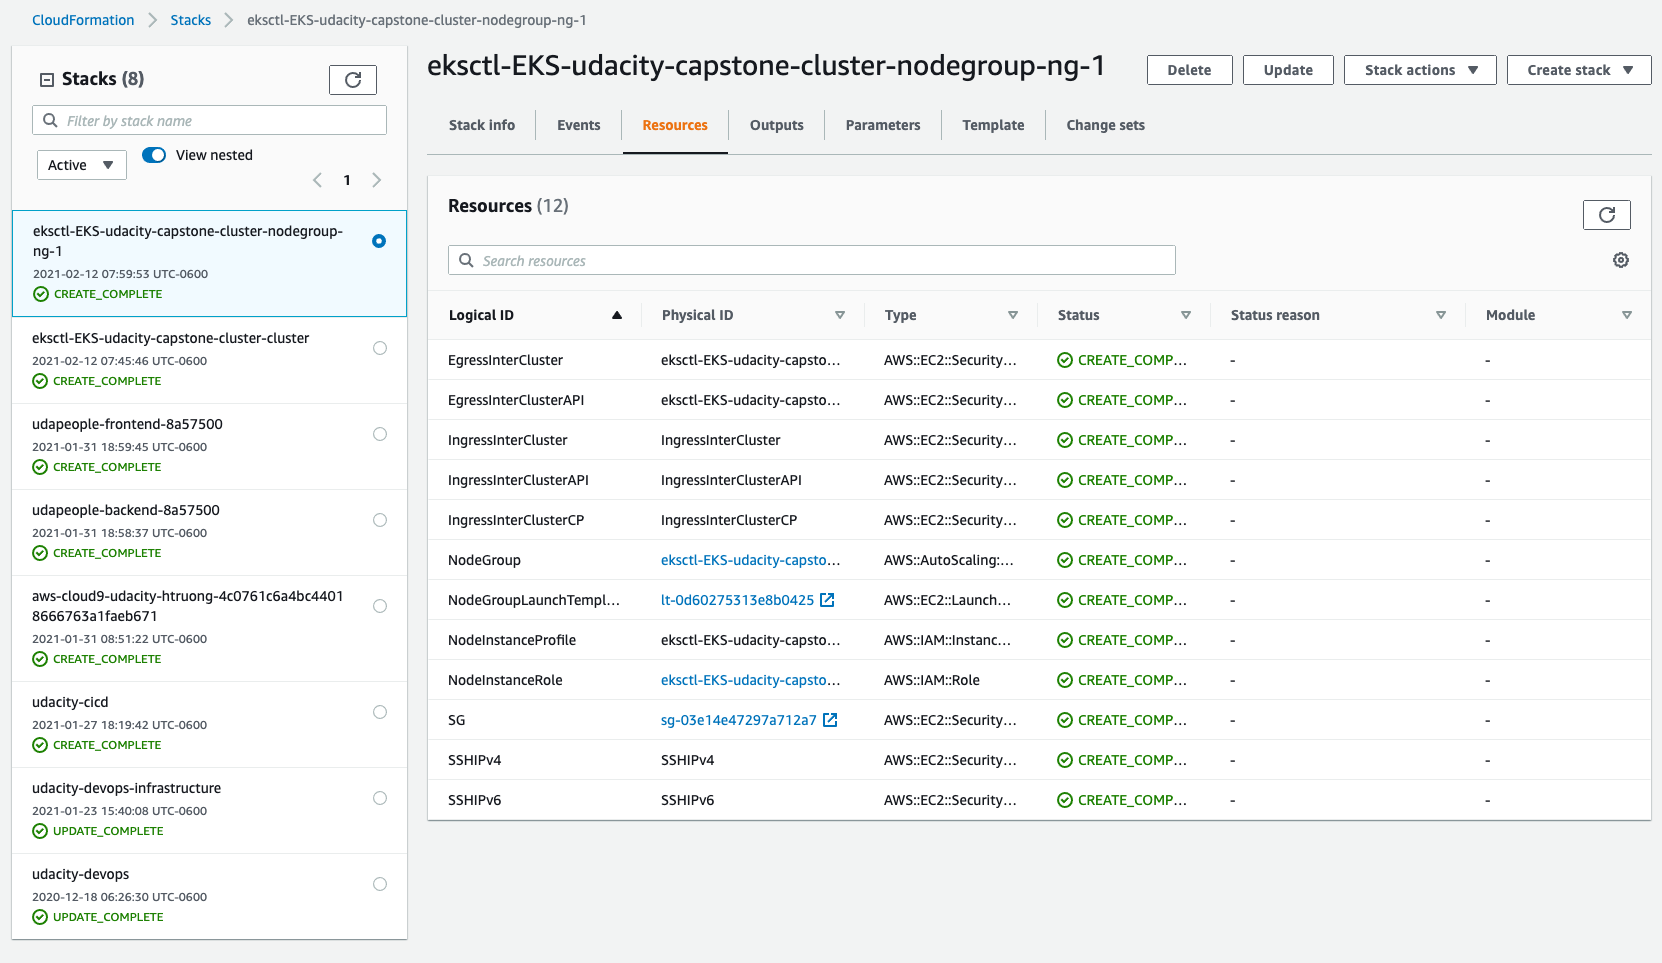 CloudFormation > Stacks > eksctl-EKS-udacity-capstone-cluster-nodegroup-ng-1
Stacks (8)
Filter by stack name
Active
View nested
1
eksctl-EKS-udacity-capstone-cluster-nodegroup-
ng-1
2021-02-12 07:59:53 UTC-0600
CREATE_COMPLETE
eksctl-EKS-udacity-capstone-cluster-cluster
2021-02-12 07:45:46 UTC-0600
CREATE_COMPLETE
udapeople-frontend-8a57500
2021-01-31 18:59:45 UTC-0600
CREATE_COMPLETE
udapeople-backend-8a57500
2021-01-31 18:58:37 UTC-0600
CREATE_COMPLETE
aws-cloud9-udacity-htruong-4c0761c6a4bc4401
8666763a1faeb671
2021-01-31 08:51:22 UTC-0600
CREATE_COMPLETE
udacity-cicd
2021-01-27 18:19:42 UTC-0600
CREATE_COMPLETE
udacity-devops-infrastructure
2021-01-23 15:40:08 UTC-0600
UPDATE_COMPLETE
udacity-devops
2020-12-18 06:26:30 UTC-0600
UPDATE_COMPLETE
eksctl-EKS-udacity-capstone-cluster-nodegroup-ng-1
Delete Update Stack actions Create stack
Stack info Events Resources Outputs Parameters Template Change sets
Resources (12)
Search resources
Logical ID Physical ID Type Status Status reason Module
EgressInterCluster eksctl-EKS-udacity-capsto... AWS::EC2::Security... CREATE_COMP... - -
EgressInterClusterAPI eksctl-EKS-udacity-capsto... AWS::EC2::Security... CREATE_COMP... - -
IngressInterCluster IngressInterCluster AWS::EC2::Security... CREATE_COMP... - -
IngressInterClusterAPI IngressInterClusterAPI AWS::EC2::Security... CREATE_COMP... - -
IngressInterClusterCP IngressInterClusterCP AWS::EC2::Security... CREATE_COMP... - -
NodeGroup eksctl-EKS-udacity-capsto... AWS::AutoScaling:... CREATE_COMP... - -
NodeGroupLaunchTempl... lt-0d60275313e8b0425 AWS::EC2::Launch... CREATE_COMP... - -
NodeInstanceProfile eksctl-EKS-udacity-capsto... AWS::IAM::Instanc... CREATE_COMP... - -
NodeInstanceRole eksctl-EKS-udacity-capsto... AWS::IAM::Role CREATE_COMP... - -
SG sg-03e14e47297a712a7 AWS::EC2::Security... CREATE_COMP... - -
SSHIPv4 SSHIPv4 AWS::EC2::Security... CREATE_COMP... - -
SSHIPv6 SSHIPv6 AWS::EC2::Security... CREATE_COMP... - -